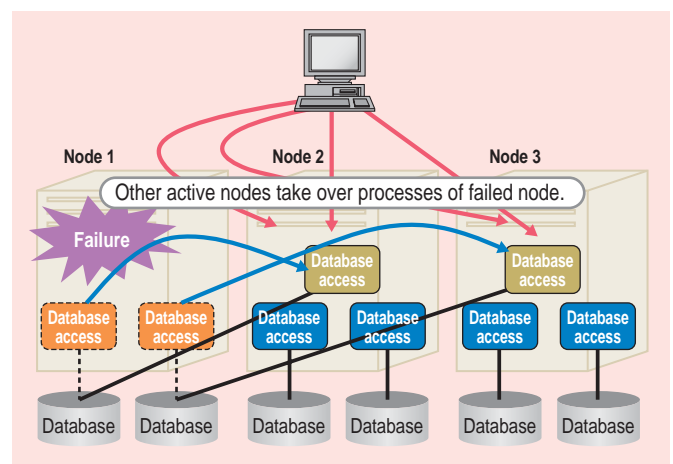 Node 1
Node 2
Node 3
Other active nodes take over processes of failed node.
Failure
Database
access
Database
access
Database
access
Database
access
Database
access
Database
access
Database
access
Database
access
Database
Database
Database
Database
Database
Database